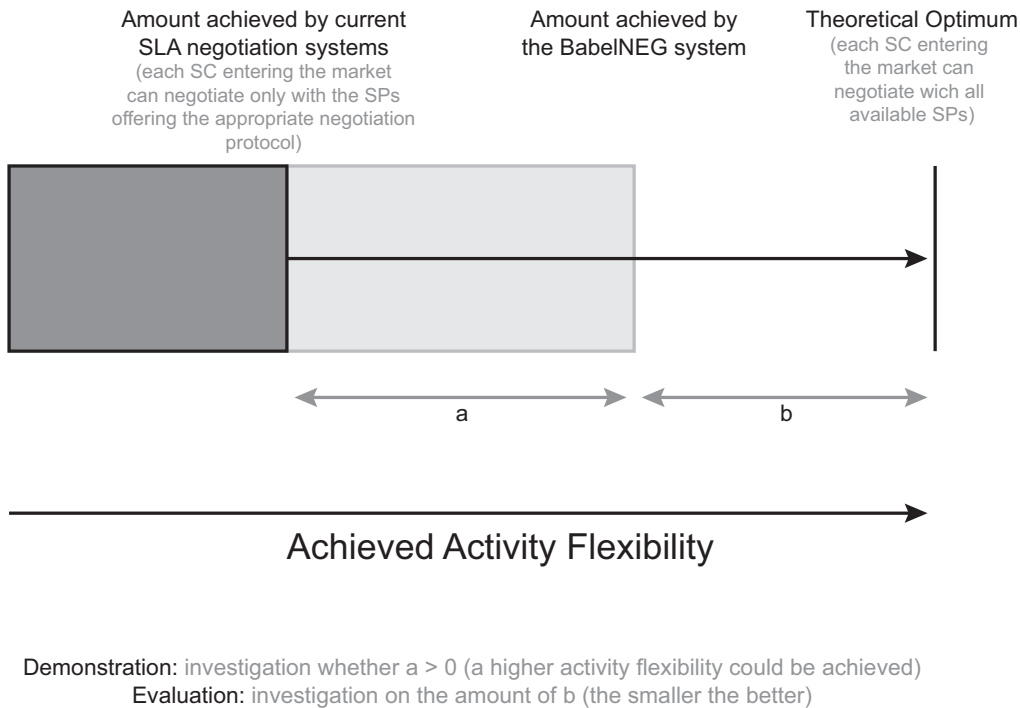 Amount achieved by current
SLA negotiation systems
(each SC entering the market
can negotiate only with the SPs
offering the appropriate negotiation
protocol)
Amount achieved by
the BabelNEG system
Theoretical Optimum
(each SC entering
the market can
negotiate wich all
available SPs)
a
b
Achieved Activity Flexibility
Demonstration: investigation whether a > 0 (a higher activity flexibility could be achieved)
Evaluation: investigation on the amount of b (the smaller the better)